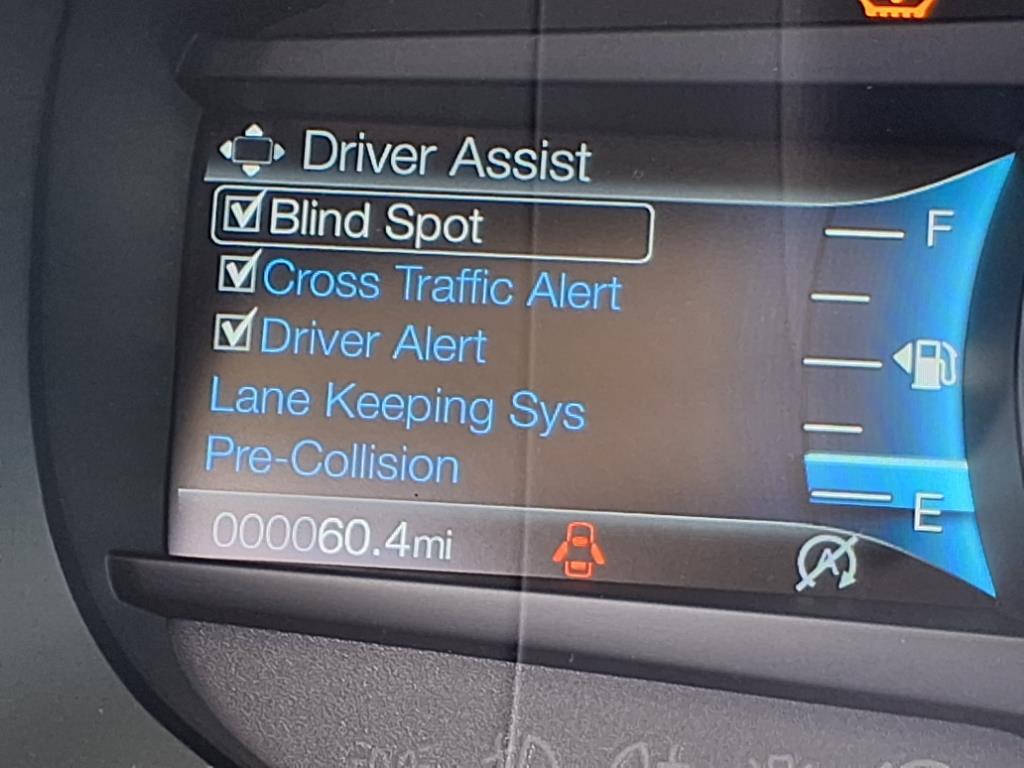 Driver Assist
Blind Spot
F
Cross Traffic Alert
Driver Alert
Lane Keeping Sys
Pre-Collision
E
000060.4mi
A